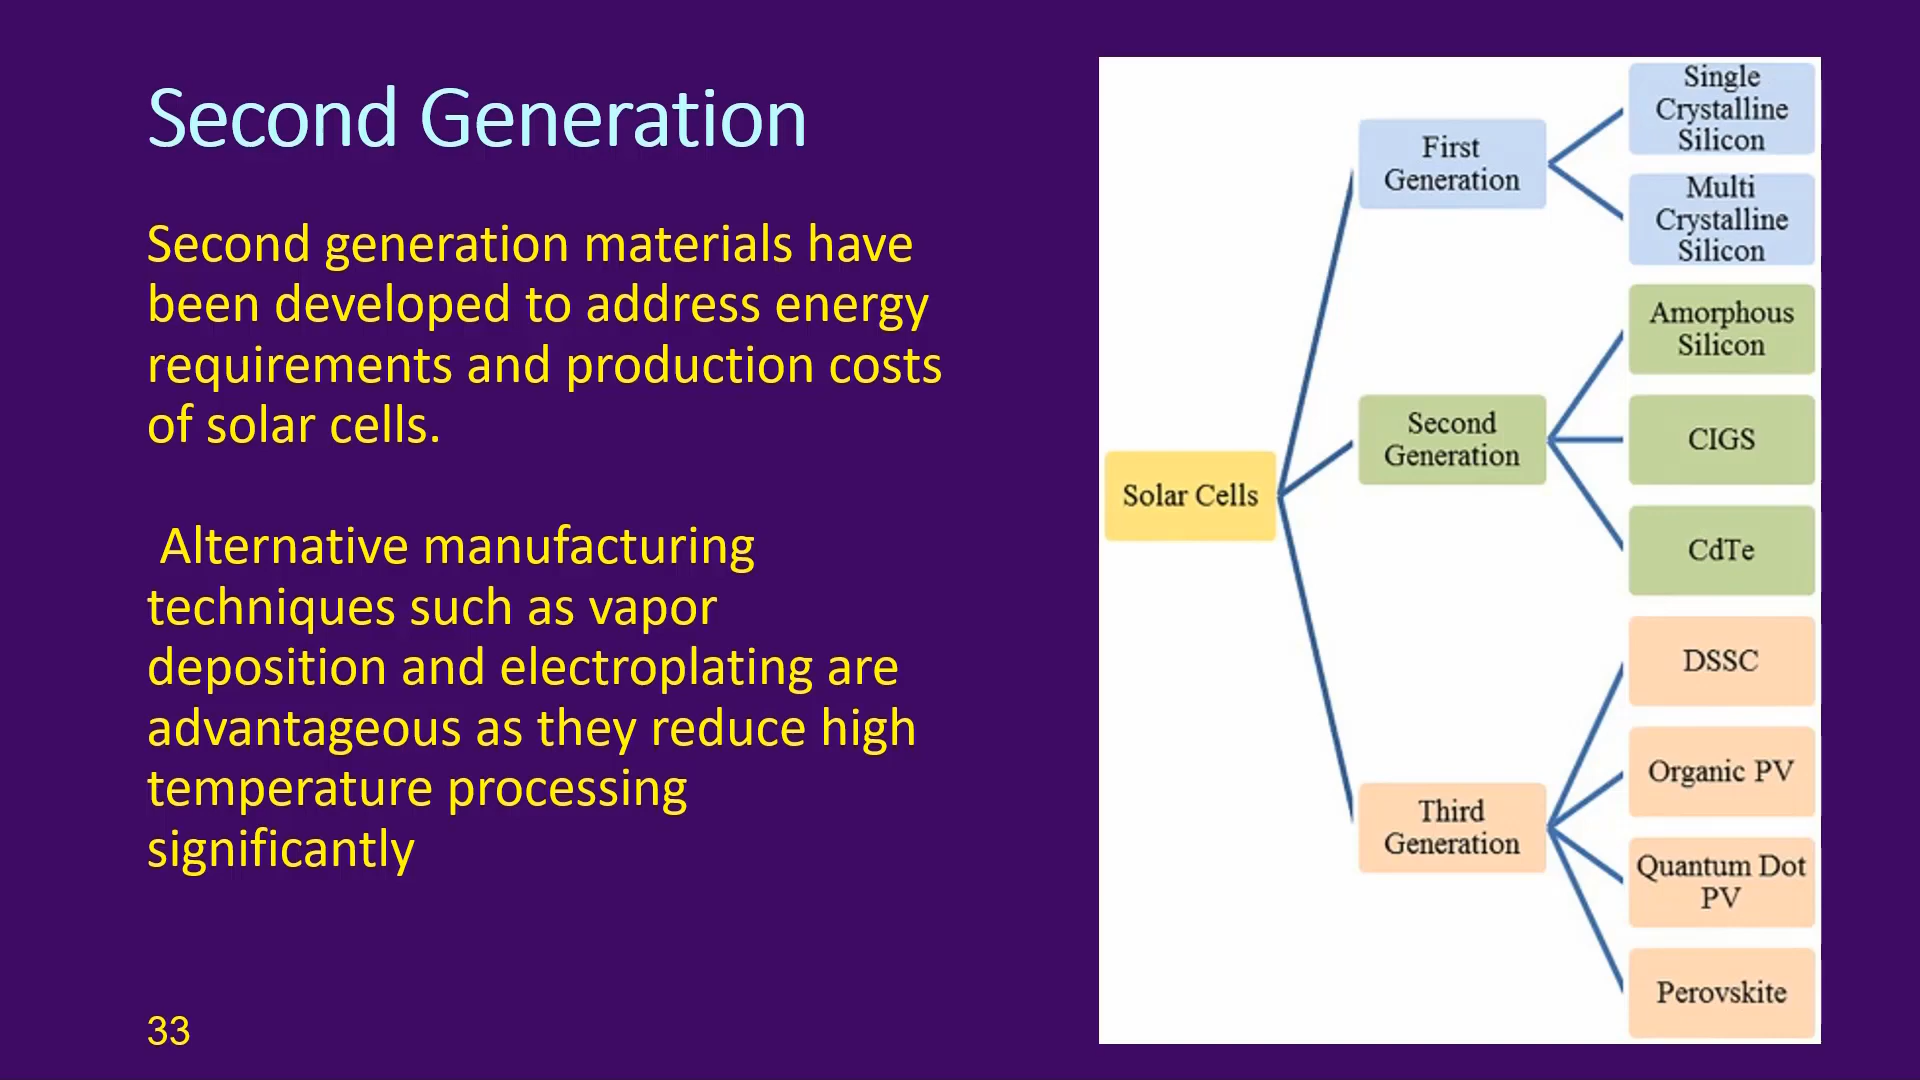 Second Generation
Second generation materials have
been developed to address energy
requirements and production costs
of solar cells.
Alternative manufacturing
techniques such as vapor
deposition and electroplating are
advantageous as they reduce high
temperature processing
significantly
33
Solar Cells
First
Generation
Single
Crystalline
Silicon
Multi
Crystalline
Silicon
Second
Generation
Amorphous
Silicon
CIGS
CdTe
Third
Generation
DSSC
Organic PV
Quantum Dot
PV
Perovskite